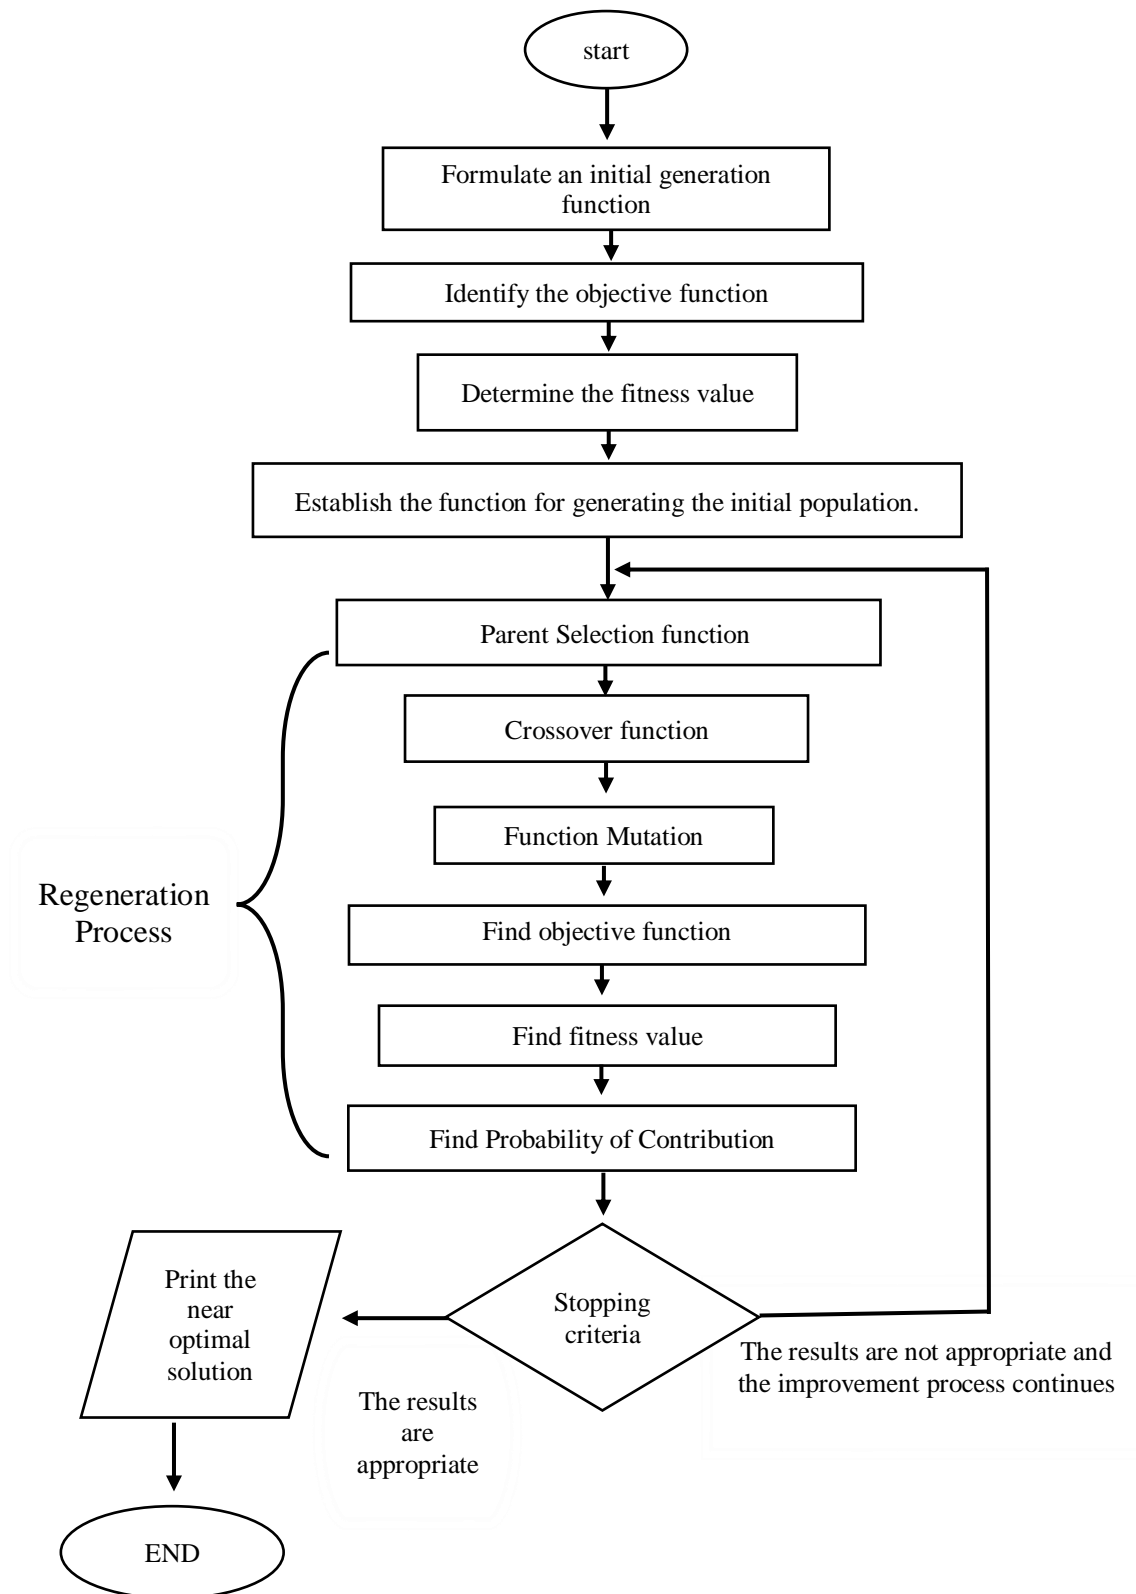 start
Formulate an initial generation
function
Identify the objective function
Determine the fitness value
Establish the function for generating the initial population.
Parent Selection function
Crossover function
Function Mutation
Regeneration
Process
Find objective function
Find fitness value
Find Probability of Contribution
Print the
near
optimal
solution
Stopping
criteria
The results are not appropriate and
the improvement process continues
The results
are
appropriate
END